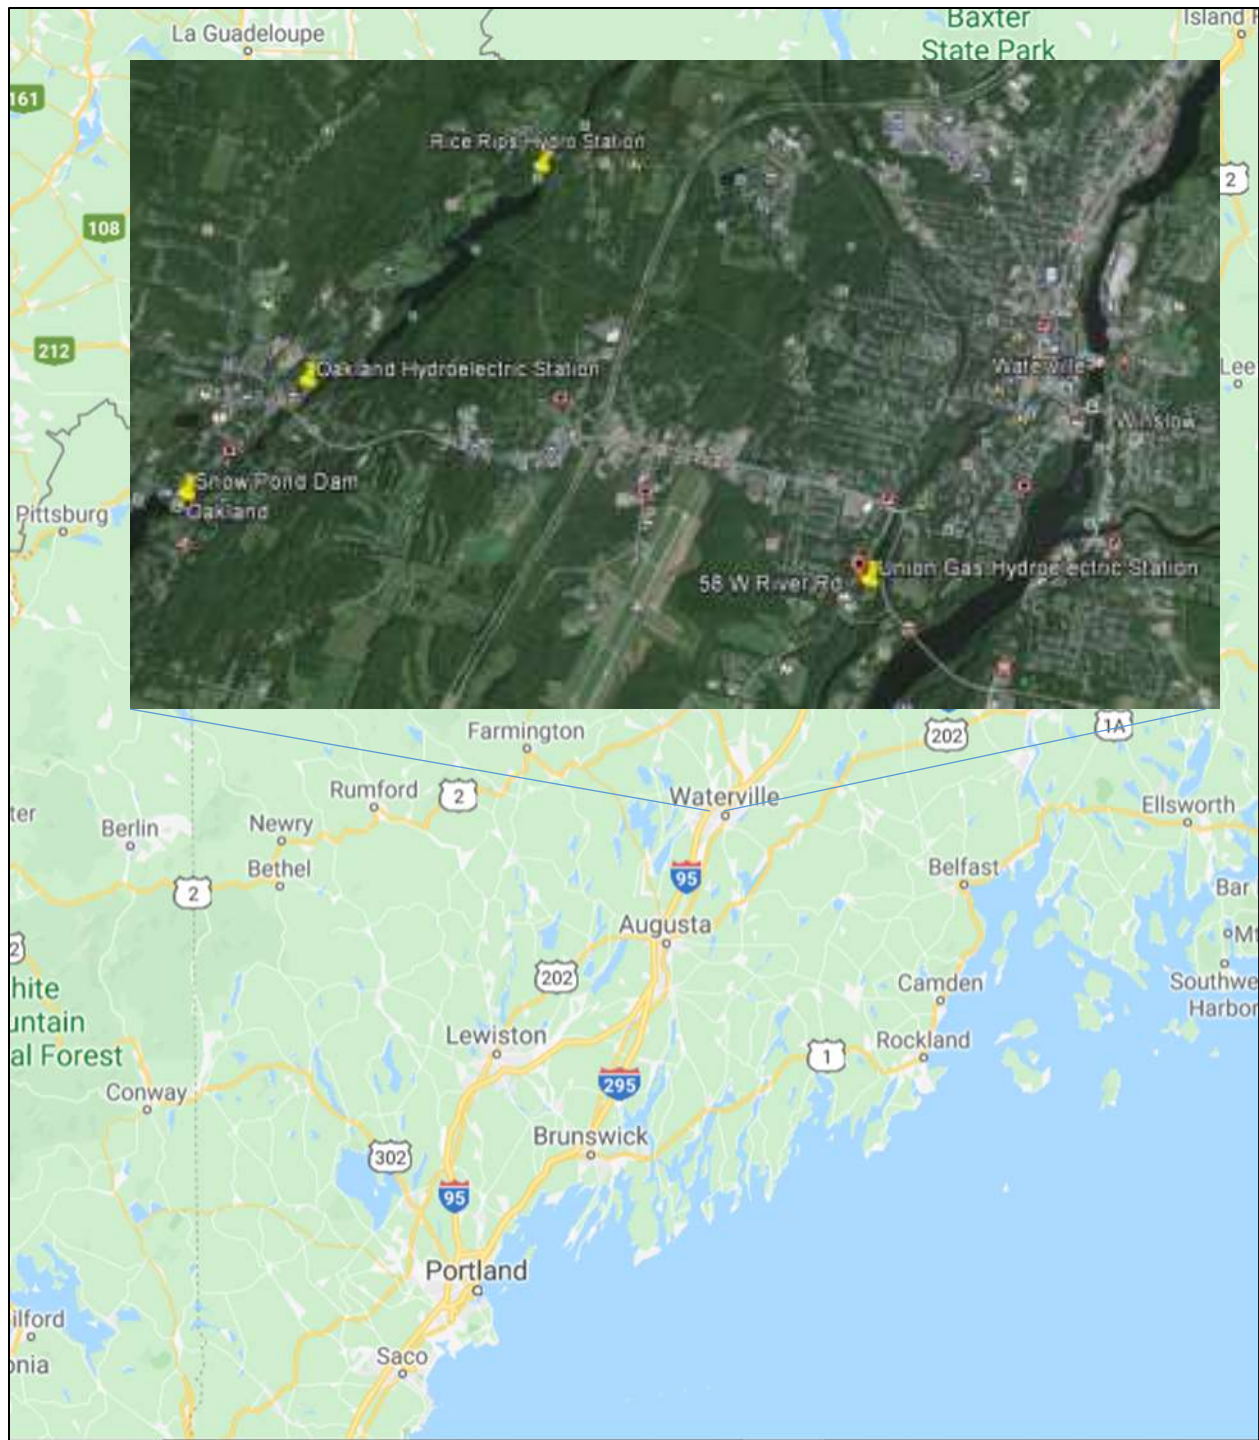 La Guadeloupe
Baxter
State Park
Island
161
Rice Rips Hydro Station
2
108
212
Oakland Hydroelectric Station
Waterville
Lee
Winslow
Snow Pond Dam
Oakland
Pittsburg
Union Gas Hydroelectric Station
58 W River Rd
Farmington
202
1A
Rumford
2
Waterville
Ellsworth
ter
Berlin
Newry
Bethel
95
Belfast
2
Bar
Augusta
2
Mt
202
Camden
Southwe
Harbor
hite
untain
al Forest
Lewiston
Rockland
1
295
Conway
Brunswick
302
95
Portland
ilford
onia
Saco